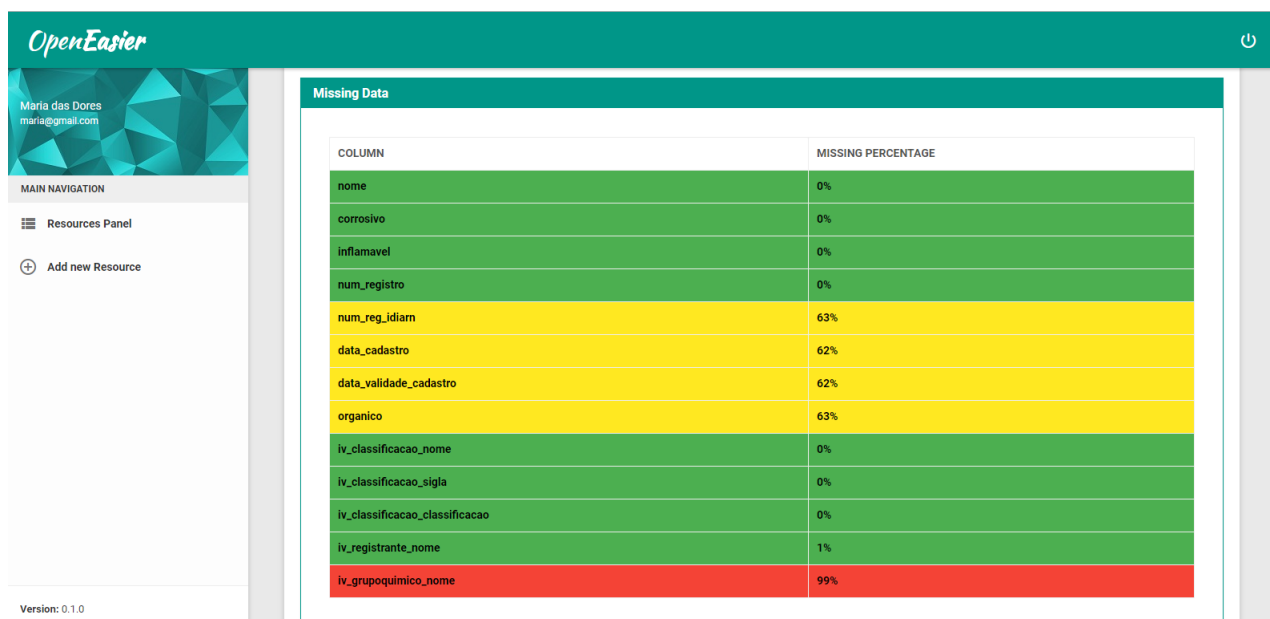 OpenEasier
Maria das Dores
maria@gmail.com
MAIN NAVIGATION
Resources Panel
Add new Resource
Version: 0.1.0
Missing Data
COLUMN MISSING PERCENTAGE
nome 0%
corrosivo 0%
inflamavel 0%
num_registro 0%
num_reg_idiarn 63%
data_cadastro 62%
data_validade_cadastro 62%
organico 63%
iv_classificacao_nome 0%
iv_classificacao_sigla 0%
iv_classificacao_classificacao 0%
iv_registrante_nome 1%
iv_grupoquimico_nome 99%